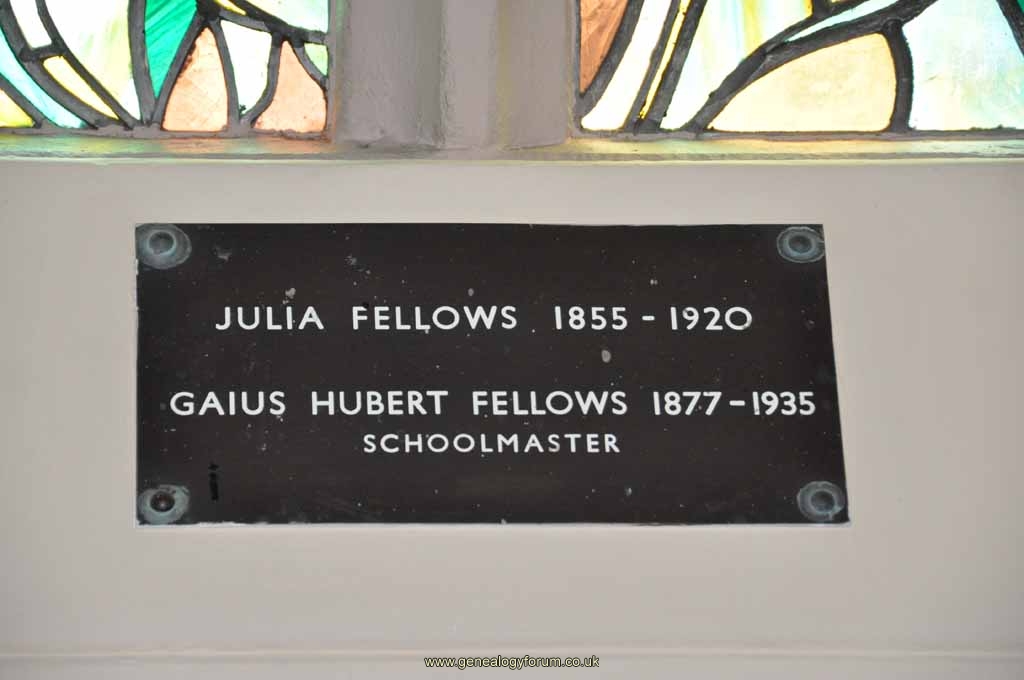 JULIA FELLOWS 1855 - 1920
GAIUS HUBERT FELLOWS 1877 - 1935
SCHOOLMASTER
www.genealogyforum.co.uk